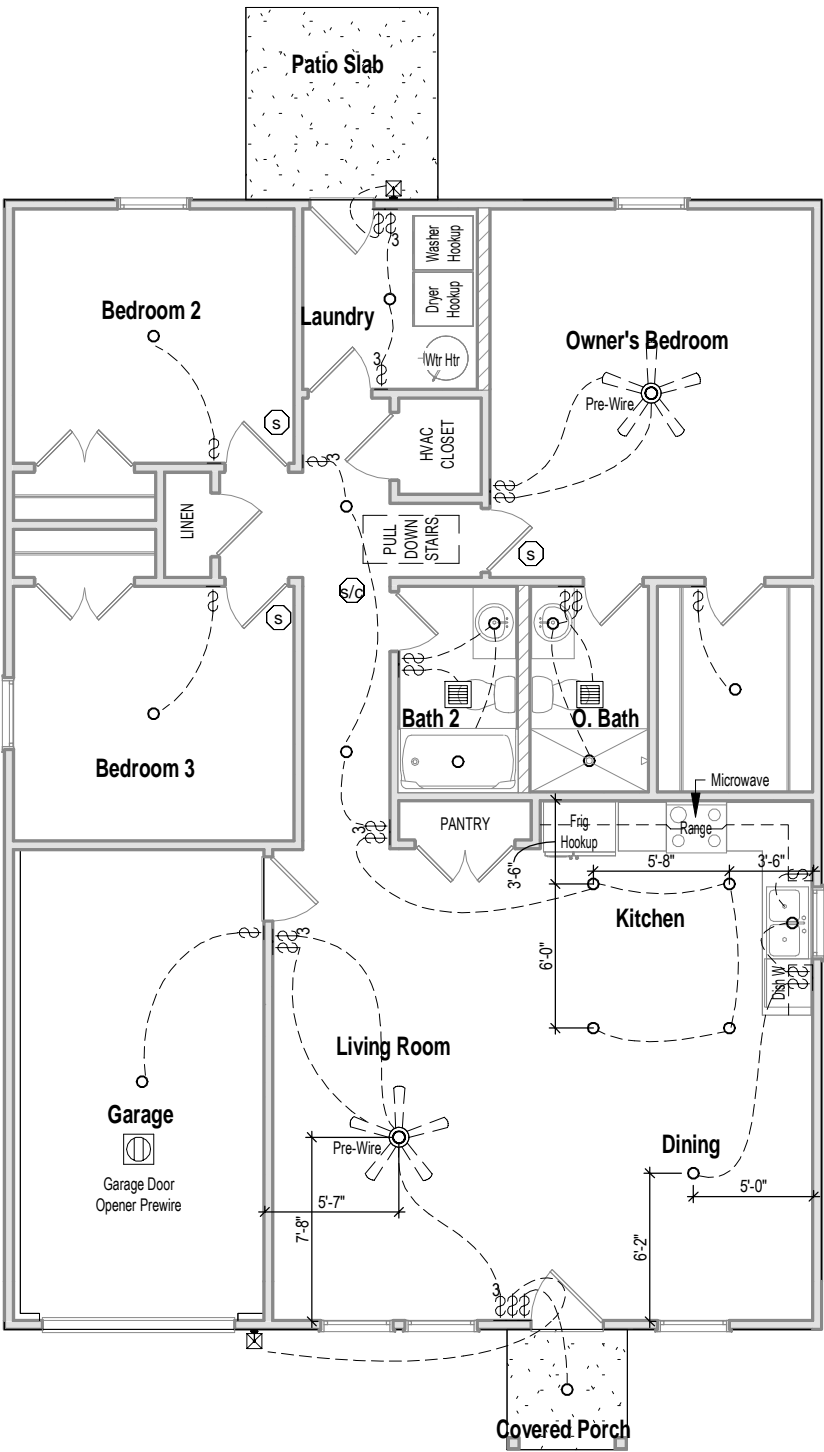 Patio Slab
3
Washer
Hookup
Dryer
Hookup
Bedroom 2
Laundry
Owner's Bedroom
3
Wtr Htr
Pre-Wire
S
HVAC
CLOSET
3
LINEN
PULL
DOWN
STAIRS
S
s/c
S
Bath 2
O. Bath
Bedroom 3
Microwave
PANTRY
Frig
Hookup
Range
3
3'-6"
5'-8"
3'-6"
Kitchen
3
6'-0"
Dish W
Living Room
Garage
Pre-Wire
Dining
Garage Door
Opener Prewire
5'-7"
5'-0"
7'-8"
6'-2"
3
Covered Porch